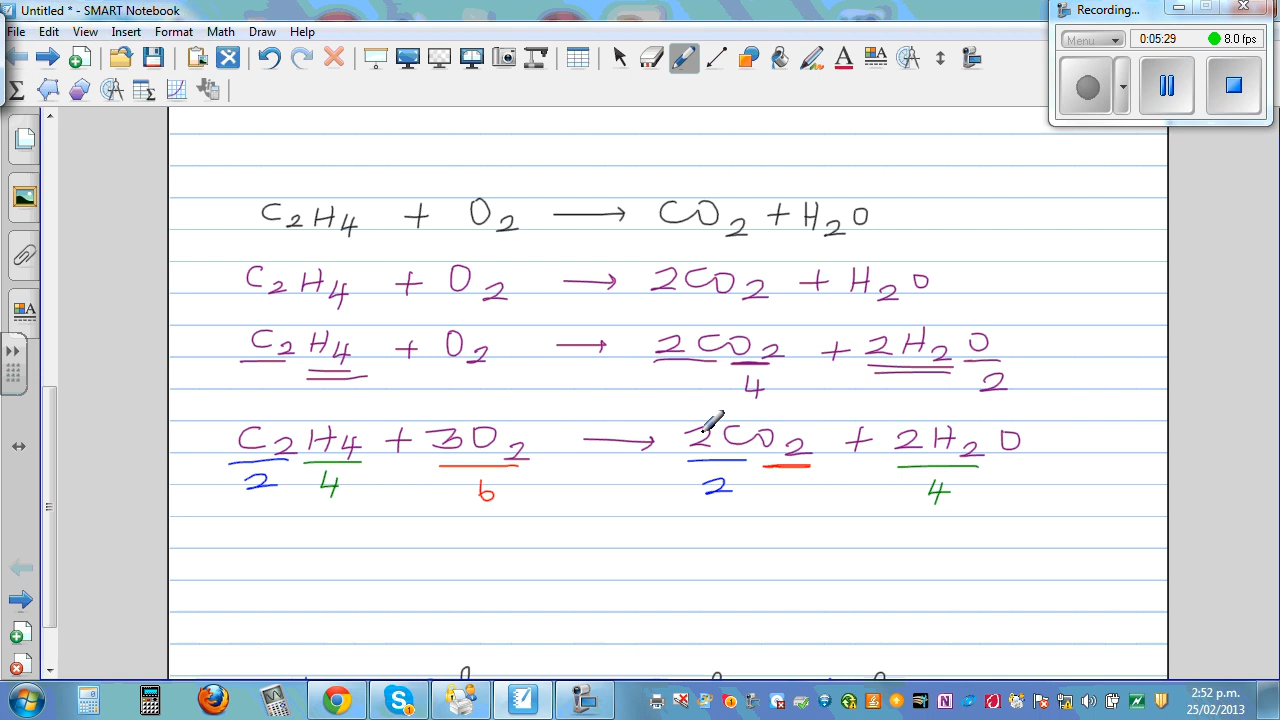 Untitled * - SMART Notebook
Recording...
File Edit View Insert Format Math Draw Help
Menu 0:05:29 8.0 fps
C₂H₄ + O₂ ⟶ CO₂ + H₂O
C₂H₄ + O₂ ⟶ 2CO₂ + H₂O
C₂H₄ + O₂ ⟶ 2CO₂ + 2H₂O
4 2
C₂H₄ + 3O₂ ⟶ 2CO₂ + 2H₂O
2 4 6 2 4
2:52 p.m.
25/02/2013